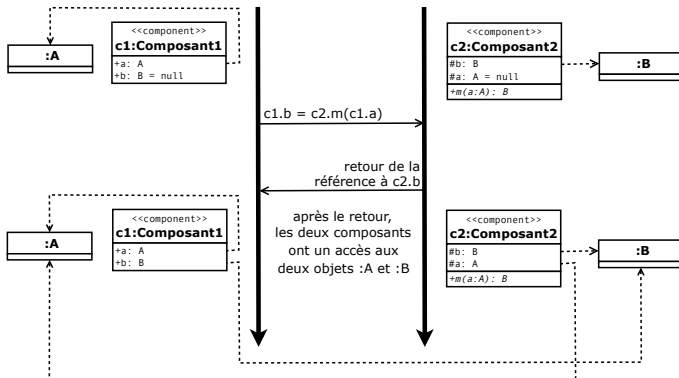 <<component>>
c1:Composant1
+a: A
+b: B = null
:A
<<component>>
c2:Composant2
#b: B
#a: A = null
+m(a:A): B
:B
c1.b = c2.m(c1.a)
retour de la
référence à c2.b
après le retour,
les deux composants
ont un accès aux
deux objets :A et :B
<<component>>
c1:Composant1
+a: A
+b: B
:A
<<component>>
c2:Composant2
#b: B
#a: A
+m(a:A): B
:B